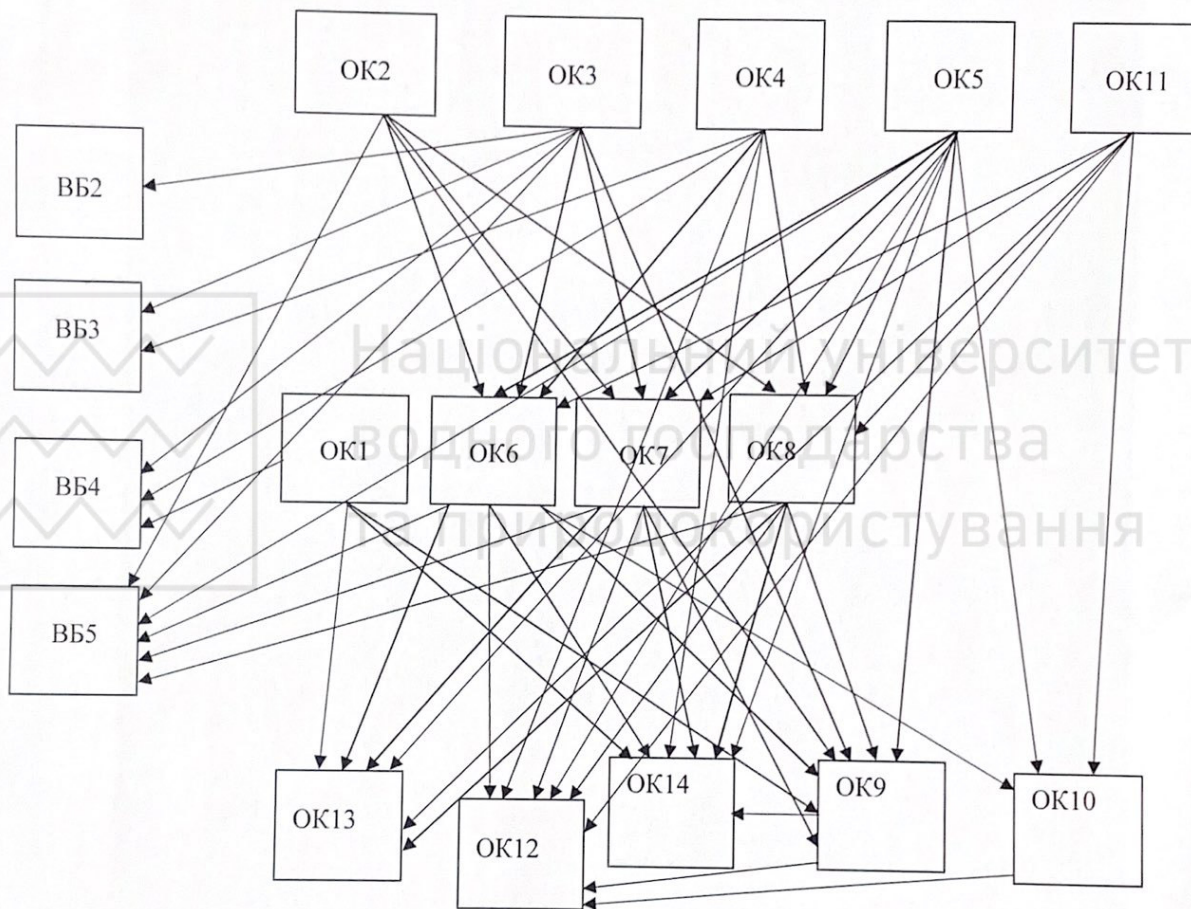 ОК2 ОК3 ОК4 ОК5 ОК11
ВБ2
ВБ3
Національний університет
ОК1 ОК6 ОК7 ОК8
водного господарства
ВБ4
та природокористування
ВБ5
ОК13 ОК12 ОК14 ОК9 ОК10